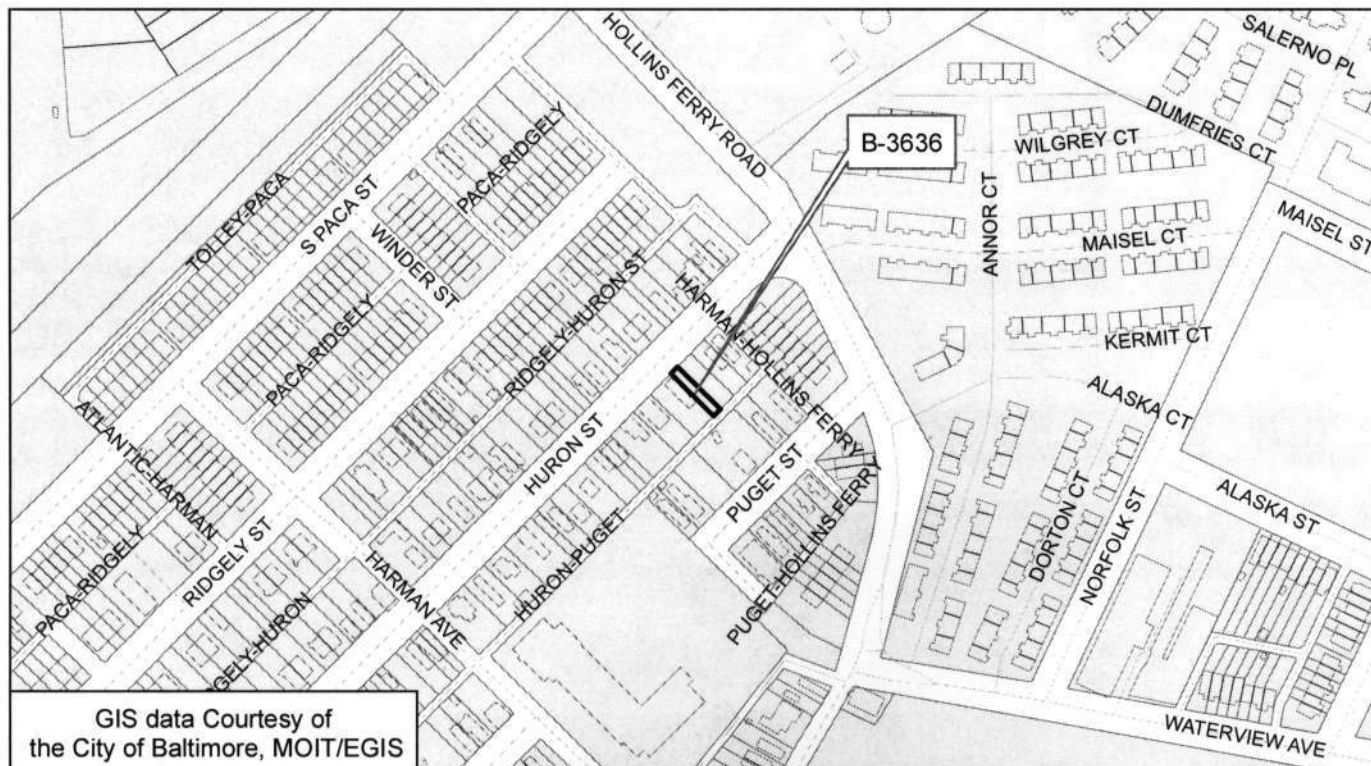 HOLLINS FERRY ROAD
SALERNO PL
DUMFRIES CT
B-3636
WILGREY CT
PACA-RIDGELY
TOLLEY-PACA
S PACA ST
WINDER ST
ANNOR CT
MAISEL CT
MAISEL ST
RIDGELY-HURON ST
HARMAN-HOLLINS FERRY
PACA-RIDGELY
KERMIT CT
ALASKA CT
ATLANTIC-HARMAN
HURON ST
PUGET ST
ALASKA ST
PUGET-HOLLINS FERRY
DORTON CT
NORFOLK ST
PACA-RIDGELY
RIDGELY ST
HARMAN AVE
HURON-PUGET
RIDGELY-HURON
WATERVIEW AVE
GIS data Courtesy of
the City of Baltimore, MOIT/EGIS